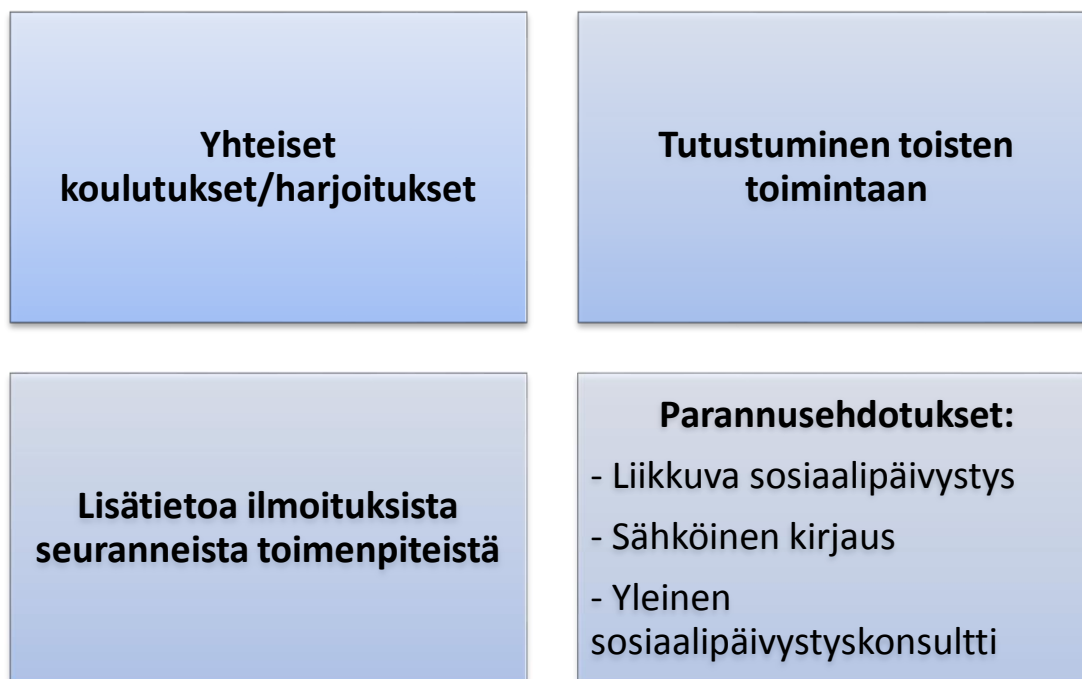 Yhteiset
koulutukset/harjoitukset
Tutustuminen toisten
toimintaan
Lisätietoa ilmoituksista
seuranneista toimenpiteistä
Parannusehdotukset:
- Liikkuva sosiaalipäivystys
- Sähköinen kirjaus
- Yleinen
sosiaalipäivystyskonsultti